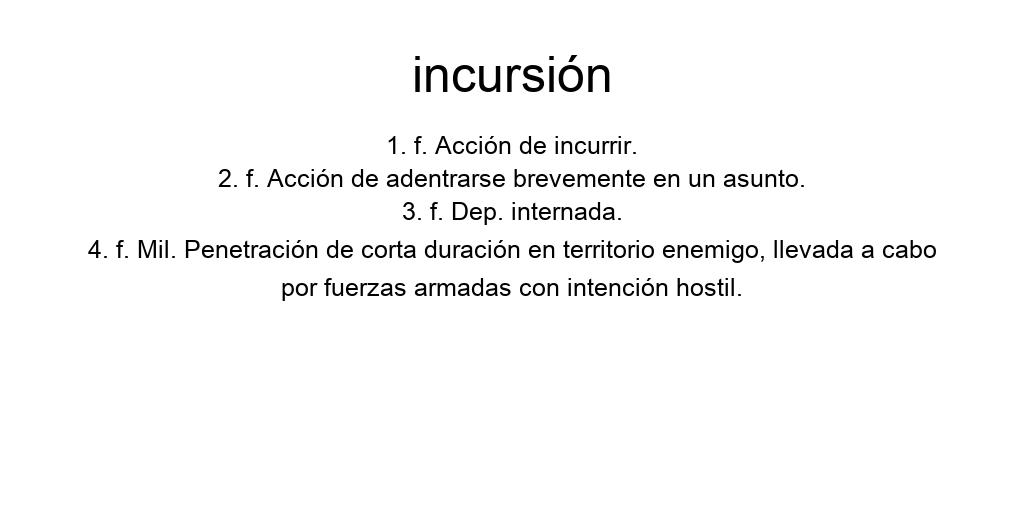 incursión
1. f. Acción de incurrir.
2. f. Acción de adentrarse brevemente en un asunto.
3. f. Dep. internada.
4. f. Mil. Penetración de corta duración en territorio enemigo, llevada a cabo
por fuerzas armadas con intención hostil.